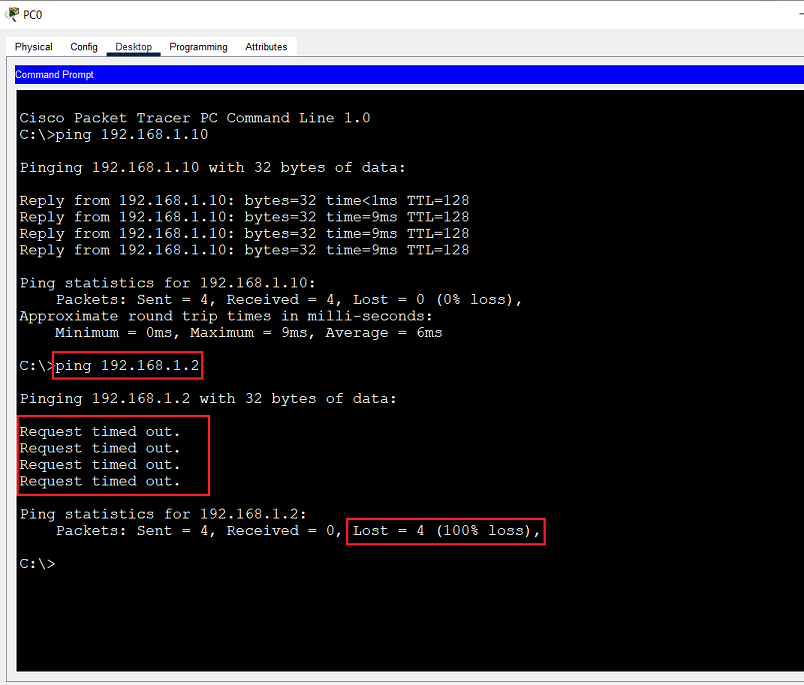 PC0
Physical Config Desktop Programming Attributes
Command Prompt
Cisco Packet Tracer PC Command Line 1.0
C:\>ping 192.168.1.10
Pinging 192.168.1.10 with 32 bytes of data:
Reply from 192.168.1.10: bytes=32 time<1ms TTL=128
Reply from 192.168.1.10: bytes=32 time=9ms TTL=128
Reply from 192.168.1.10: bytes=32 time=9ms TTL=128
Reply from 192.168.1.10: bytes=32 time=9ms TTL=128
Ping statistics for 192.168.1.10:
    Packets: Sent = 4, Received = 4, Lost = 0 (0% loss),
Approximate round trip times in milli-seconds:
    Minimum = 0ms, Maximum = 9ms, Average = 6ms
C:\>ping 192.168.1.2
Pinging 192.168.1.2 with 32 bytes of data:
Request timed out.
Request timed out.
Request timed out.
Request timed out.
Ping statistics for 192.168.1.2:
    Packets: Sent = 4, Received = 0, Lost = 4 (100% loss),
C:\>